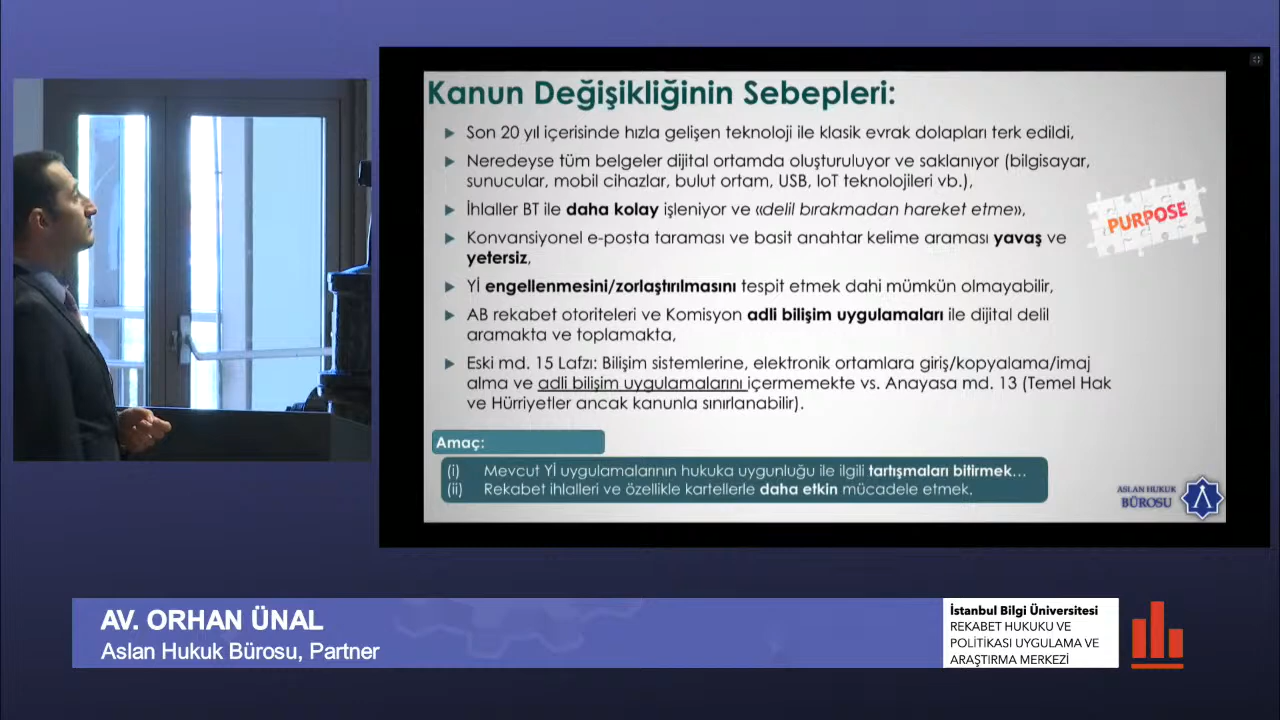 Kanun Değişikliğinin Sebepleri:
Son 20 yıl içerisinde hızla gelişen teknoloji ile klasik evrak dolapları terk edildi,
Neredeyse tüm belgeler dijital ortamda oluşturuluyor ve saklanıyor (bilgisayar,
sunucular, mobil cihazlar, bulut ortam, USB, IoT teknolojileri vb.),
İhlaller BT ile daha kolay işleniyor ve «delil bırakmadan hareket etme»,
Konvansiyonel e-posta taraması ve basit anahtar kelime araması yavaş ve
yetersiz,
Yİ engellenmesini/zorlaştırılmasını tespit etmek dahi mümkün olmayabilir,
AB rekabet otoriteleri ve Komisyon adli bilişim uygulamaları ile dijital delil
aramakta ve toplamakta,
Eski md. 15 Lafzı: Bilişim sistemlerine, elektronik ortamlara giriş/kopyalama/imaj
alma ve adli bilişim uygulamalarını içermemekte vs. Anayasa md. 13 (Temel Hak
ve Hürriyetler ancak kanunla sınırlanabilir).
PURPOSE
Amaç:
(i) Mevcut Yİ uygulamalarının hukuka uygunluğu ile ilgili tartışmaları bitirmek…
(ii) Rekabet ihlalleri ve özellikle kartellerle daha etkin mücadele etmek.
ASLAN HUKUK
BÜROSU
AV. ORHAN ÜNAL
Aslan Hukuk Bürosu, Partner
İstanbul Bilgi Üniversitesi
REKABET HUKUKU VE
POLİTİKASI UYGULAMA VE
ARAŞTIRMA MERKEZİ